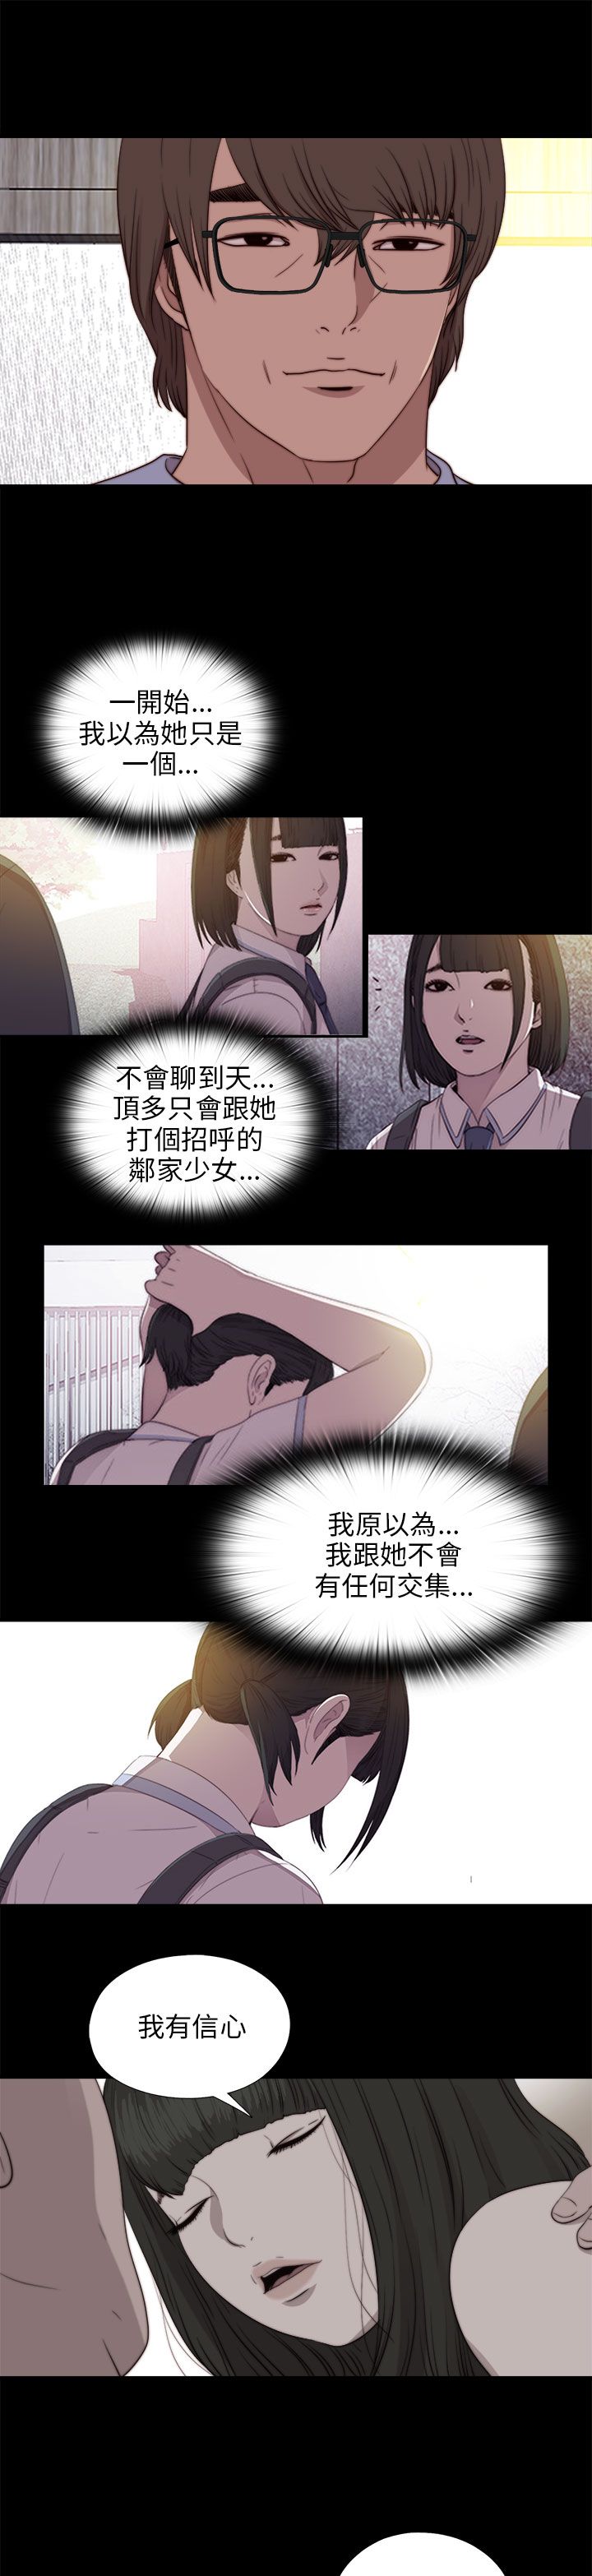 一開始...
我以為她只是
一個...
不會聊到天...
頂多只會跟她
打個招呼的
鄰家少女...
我原以為...
我跟她不會
有任何交集...
我有信心